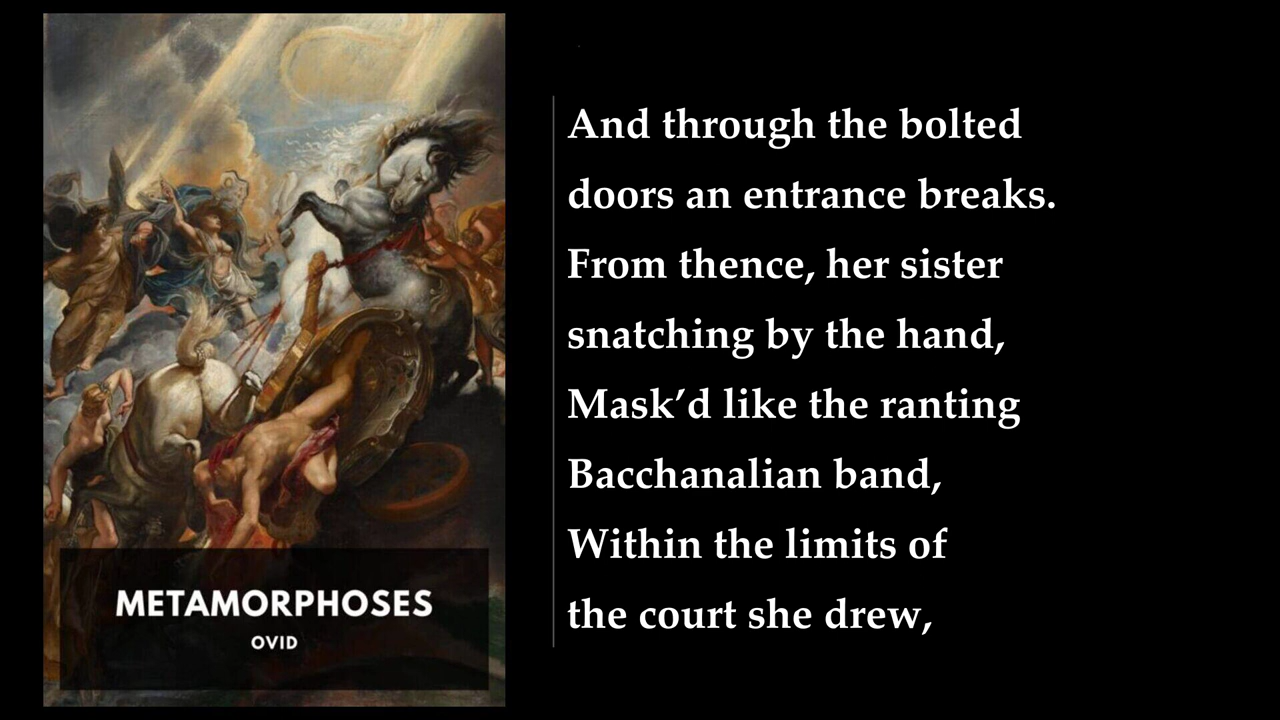 METAMORPHOSES
OVID
And through the bolted
doors an entrance breaks.
From thence, her sister
snatching by the hand,
Mask’d like the ranting
Bacchanalian band,
Within the limits of
the court she drew,